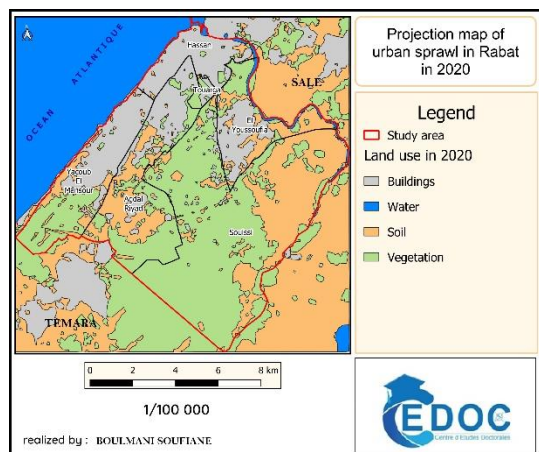 Projection map of
urban sprawl in Rabat
in 2020
OCEAN ATLANTIQUE
Hassan
SALE
Touarga
El
Youssoufia
Yacoub
El
Mansour
Agdal
Riyad
Souissi
TEMARA
Legend
Study area
Land use in 2020
Buildings
Water
Soil
Vegetation
0 2 4 6 8 km
1/100 000
realized by : BOULMANI SOUFIANE
CEDOC
Centre d'Etudes Doctorales